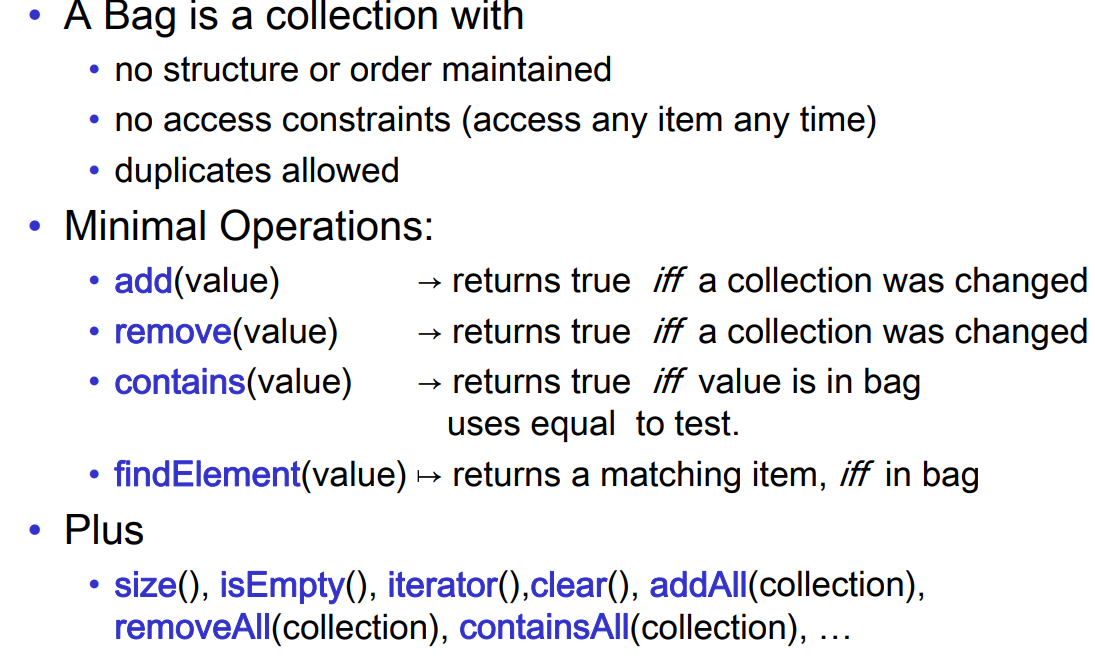 • A Bag is a collection with
• no structure or order maintained
• no access constraints (access any item any time)
• duplicates allowed
• Minimal Operations:
• add(value) → returns true iff a collection was changed
• remove(value) → returns true iff a collection was changed
• contains(value) → returns true iff value is in bag
uses equal to test.
• findElement(value) ↦ returns a matching item, iff in bag
• Plus
• size(), isEmpty(), iterator(),clear(), addAll(collection),
removeAll(collection), containsAll(collection), …